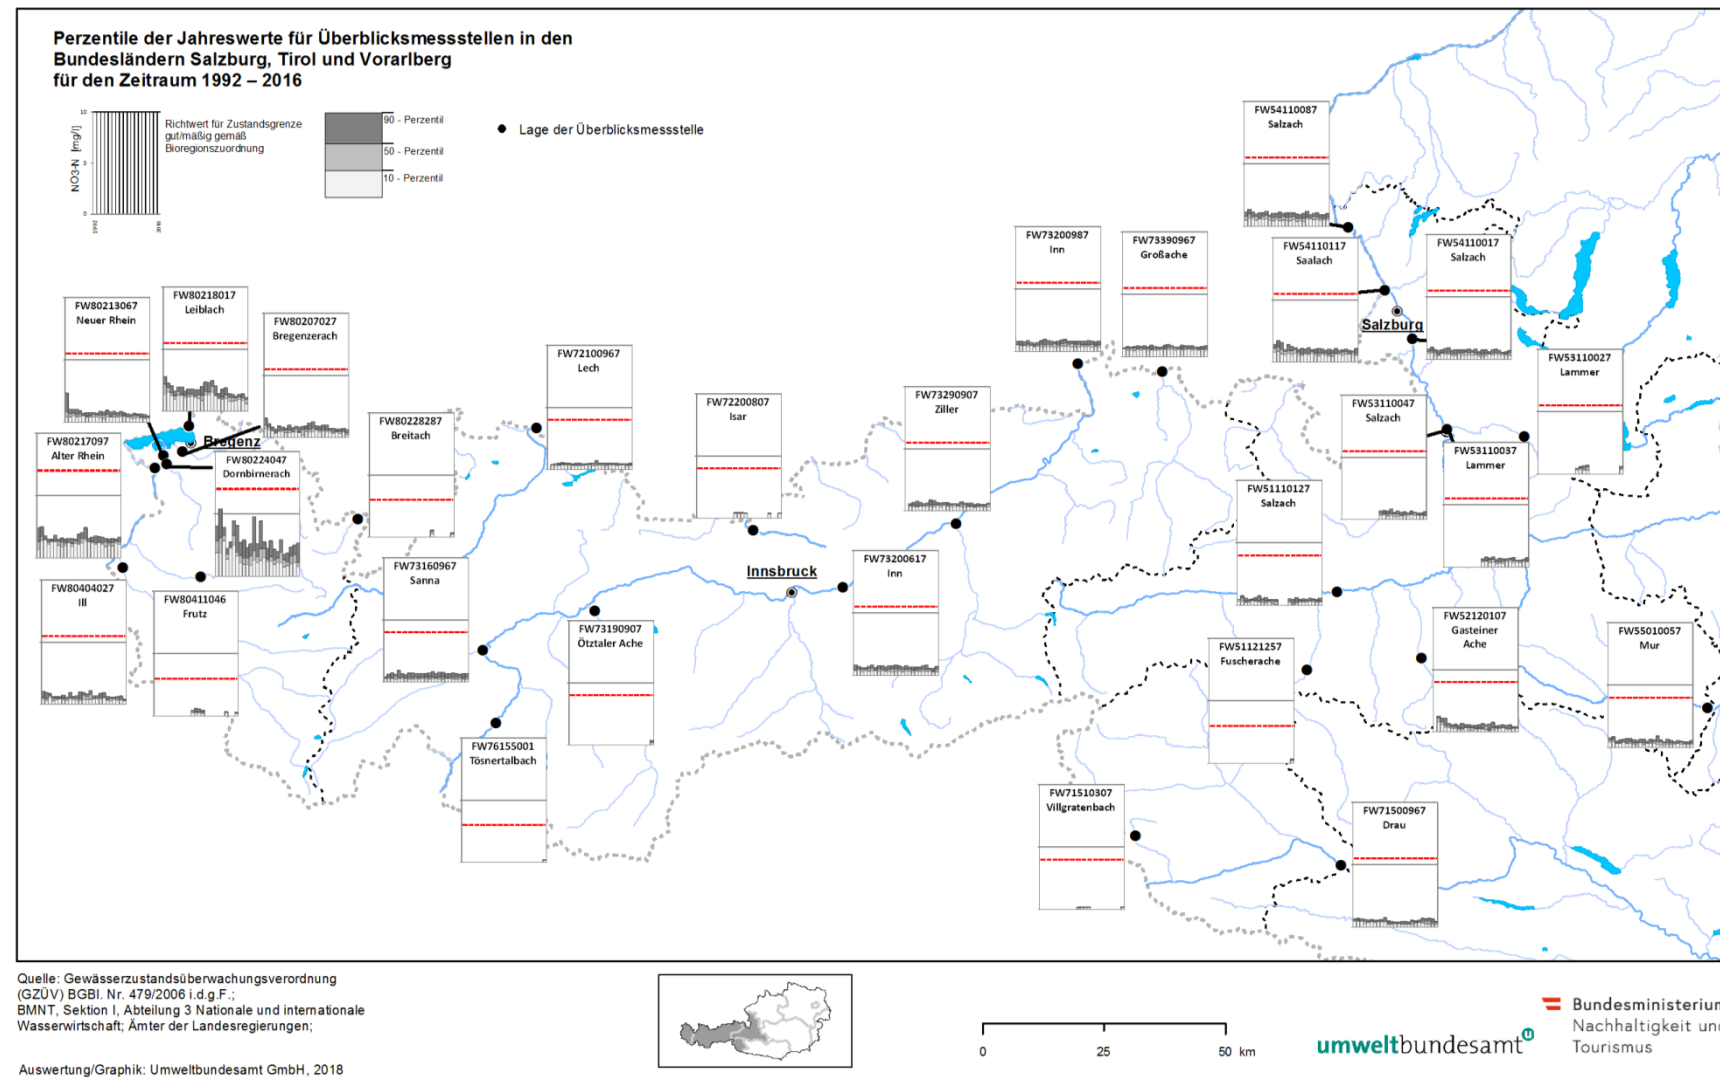 Perzentile der Jahreswerte für Überblicksmessstellen in den
Bundesländern Salzburg, Tirol und Vorarlberg
für den Zeitraum 1992 – 2016
NO3-N [mg/l]
10
5
0
1992
2016
Richtwert für Zustandsgrenze
gut/mäßig gemäß
Bioregionszuordnung
90 - Perzentil
50 - Perzentil
10 - Perzentil
Lage der Überblicksmessstelle
FW54110087
Salzach
FW73200987
Inn
FW73390967
Großache
FW54110117
Saalach
FW54110017
Salzach
Salzburg
FW80213067
Neuer Rhein
FW80218017
Leiblach
FW80207027
Bregenzerach
FW72100967
Lech
FW53110027
Lammer
FW72200807
Isar
FW73290907
Ziller
FW53110047
Salzach
FW80228287
Breitach
FW80217097
Alter Rhein
Bregenz
FW80224047
Dornbirnerach
FW53110037
Lammer
FW51110127
Salzach
FW73160967
Sanna
Innsbruck
FW73200617
Inn
FW80404027
Ill
FW80411046
Frutz
FW73190907
Ötztaler Ache
FW52120107
Gasteiner
Ache
FW55010057
Mur
FW51121257
Fuscherache
FW76155001
Tösnertalbach
FW71510307
Villgratenbach
FW71500967
Drau
Quelle: Gewässerzustandsüberwachungsverordnung
(GZÜV) BGBl. Nr. 479/2006 i.d.g.F.;
BMNT, Sektion I, Abteilung 3 Nationale und internationale
Wasserwirtschaft; Ämter der Landesregierungen;
Auswertung/Graphik: Umweltbundesamt GmbH, 2018
0 25 50 km
umweltbundesamt
Bundesministerium
Nachhaltigkeit und
Tourismus